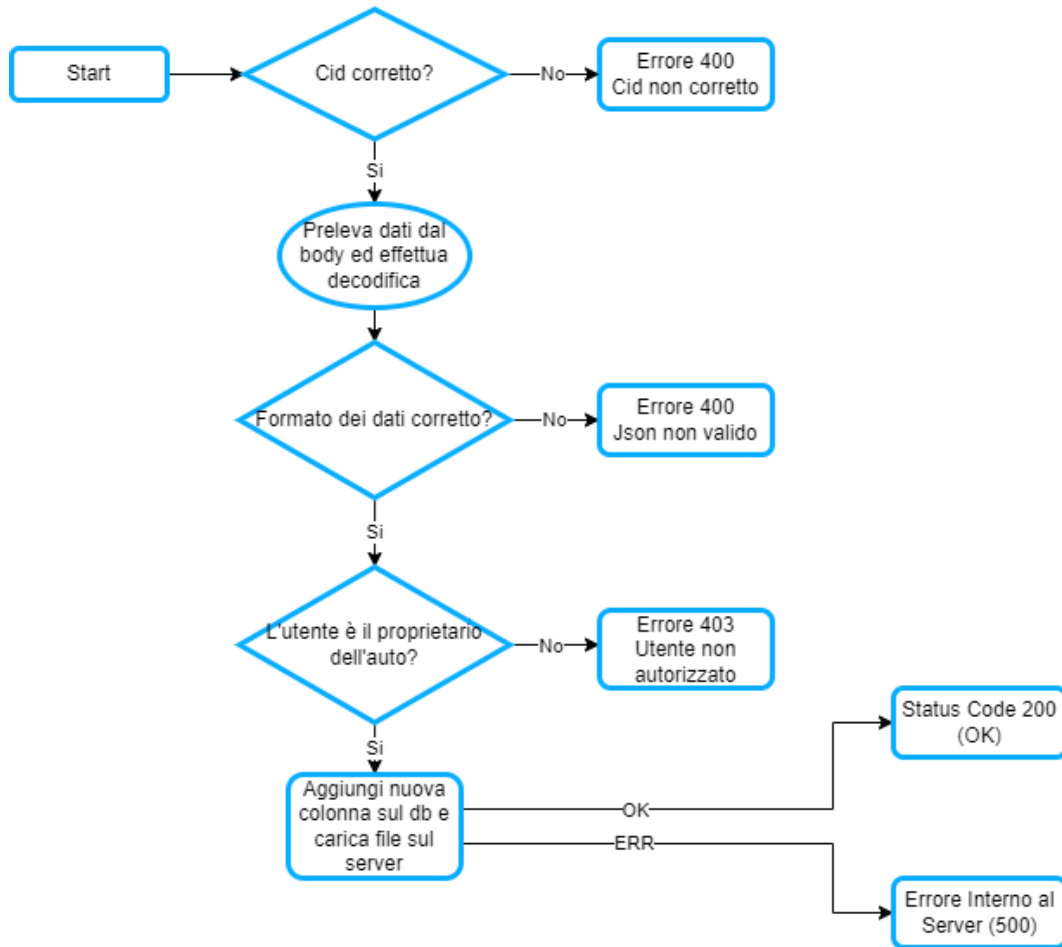 Start
Cid corretto?
No
Errore 400
Cid non corretto
Si
Preleva dati dal
body ed effettua
decodifica
Formato dei dati corretto?
No
Errore 400
Json non valido
Si
L'utente è il proprietario
dell'auto?
No
Errore 403
Utente non
autorizzato
Si
Aggiungi nuova
colonna sul db e
carica file sul
server
OK
Status Code 200
(OK)
ERR
Errore Interno al
Server (500)